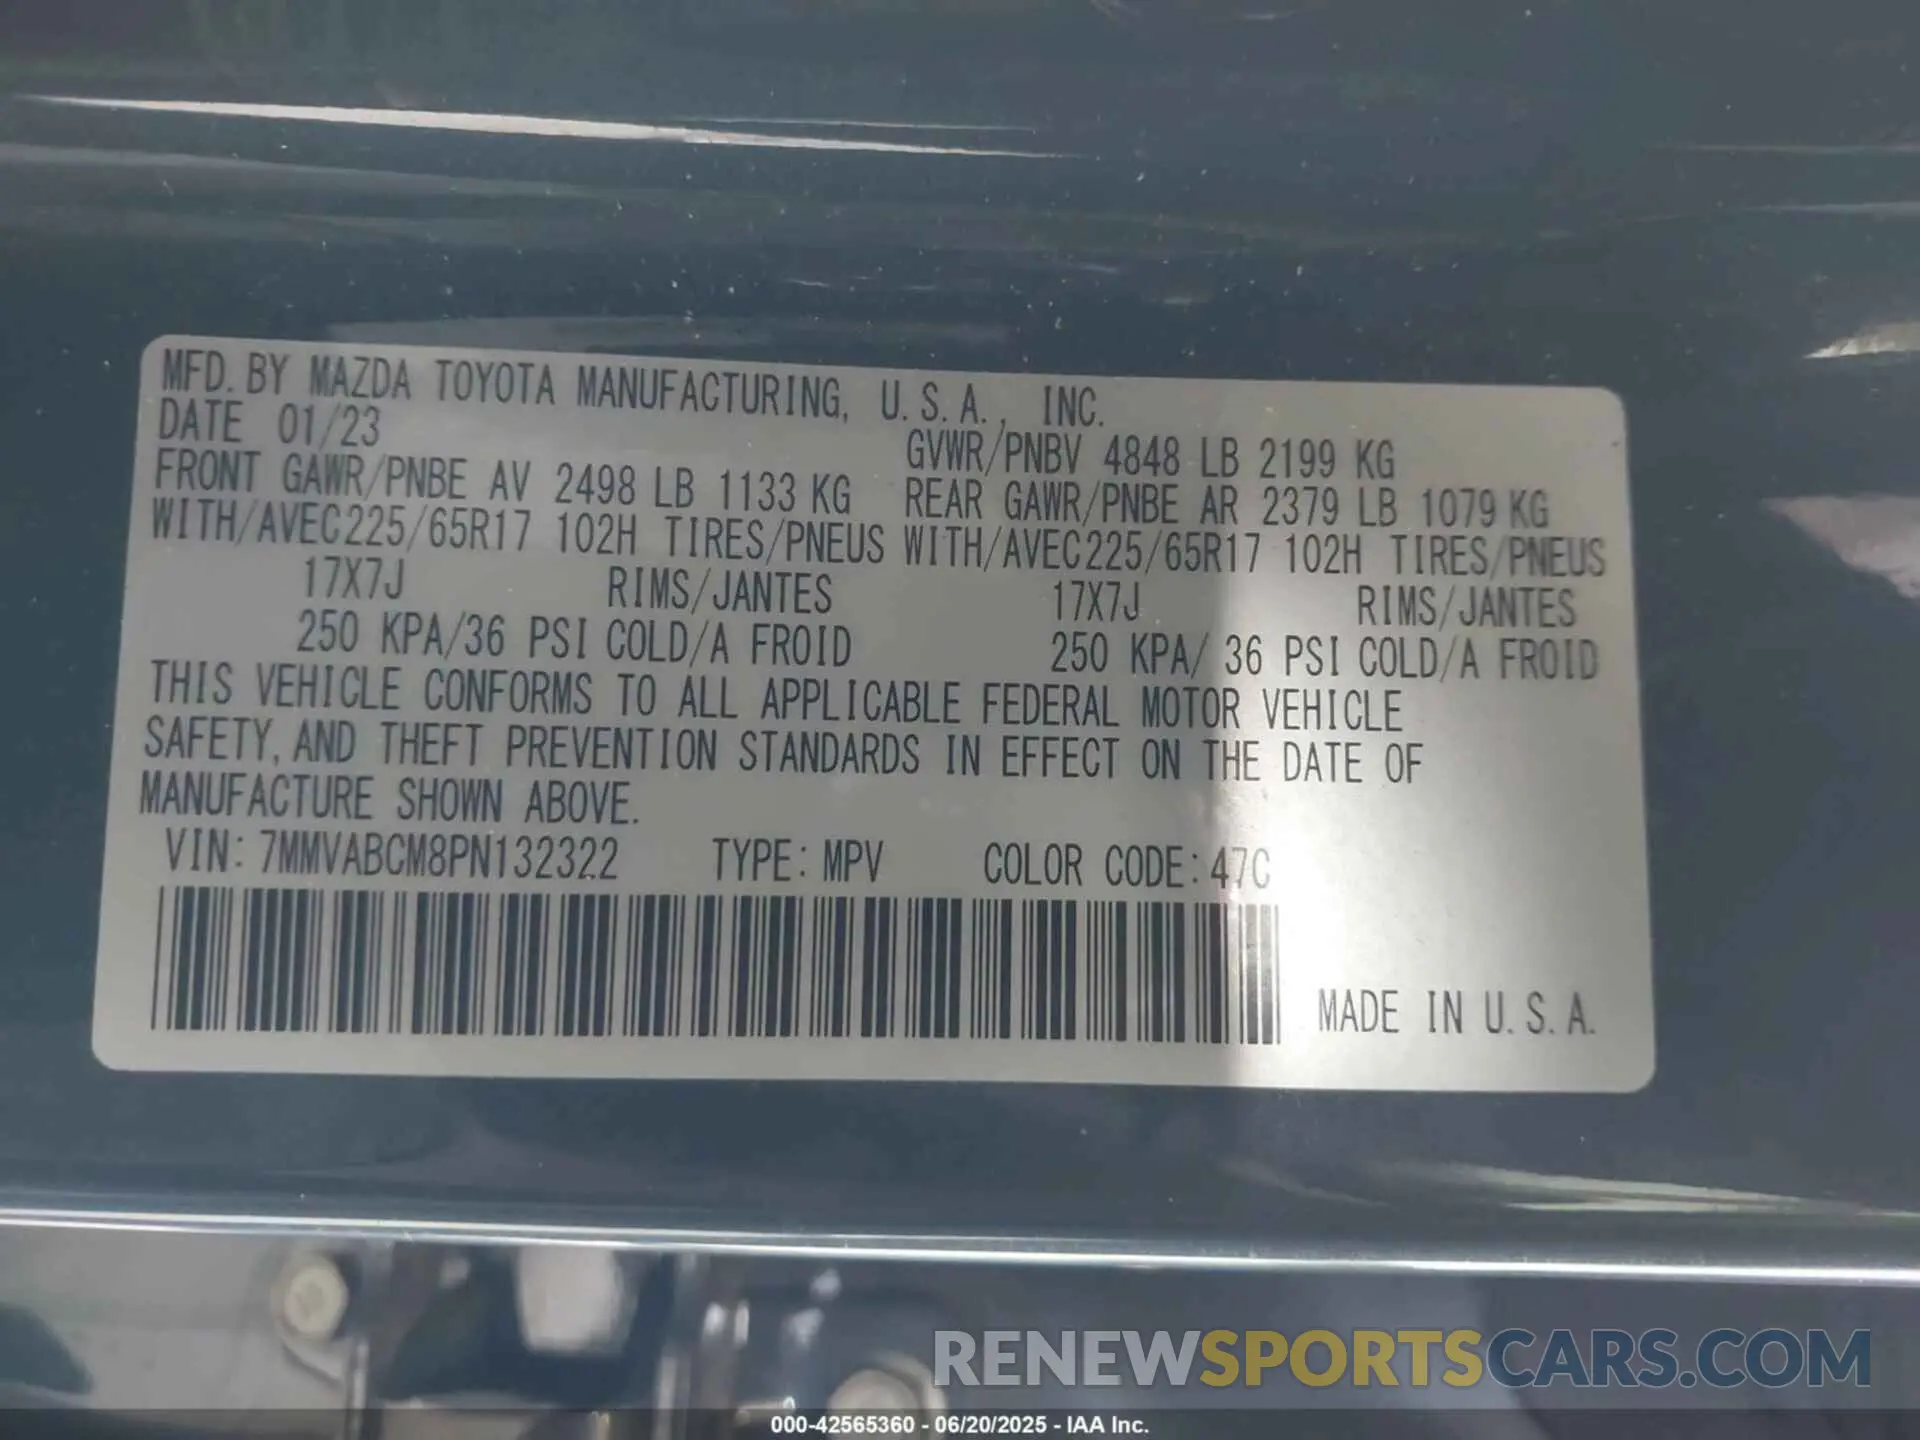 MFD. BY MAZDA TOYOTA MANUFACTURING, U.S.A., INC.
DATE 01/23 GVWR/PNBV 4848 LB 2199 KG
FRONT GAWR/PNBE AV 2498 LB 1133 KG REAR GAWR/PNBE AR 2379 LB 1079 KG
WITH/AVEC225/65R17 102H TIRES/PNEUS WITH/AVEC225/65R17 102H TIRES/PNEUS
17X7J RIMS/JANTES 17X7J RIMS/JANTES
250 KPA/36 PSI COLD/A FROID 250 KPA/ 36 PSI COLD/A FROID
THIS VEHICLE CONFORMS TO ALL APPLICABLE FEDERAL MOTOR VEHICLE
SAFETY, AND THEFT PREVENTION STANDARDS IN EFFECT ON THE DATE OF
MANUFACTURE SHOWN ABOVE.
VIN: 7MMVABCM8PN132322 TYPE: MPV COLOR CODE: 47C
MADE IN U.S.A.
RENEWSPORTSCARS.COM
000-42565360 - 06/20/2025 - IAA Inc.